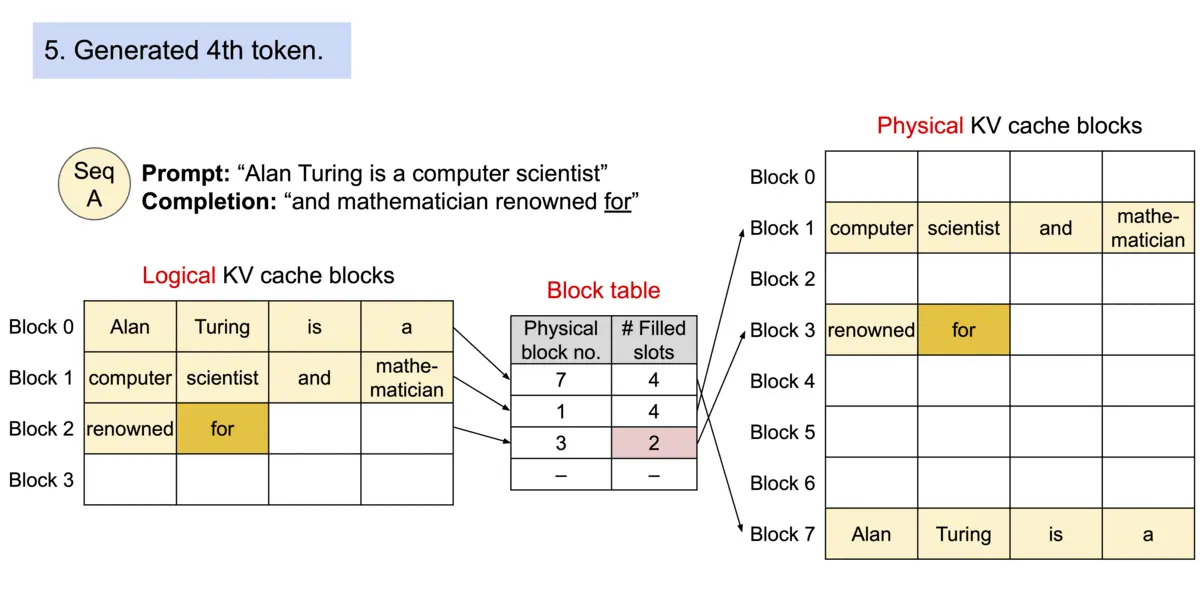 5. Generated 4th token.
Seq
A
Prompt: “Alan Turing is a computer scientist”
Completion: “and mathematician renowned for”
Logical KV cache blocks
Block 0 Alan Turing is a
Block 1 computer scientist and mathe-
matician
Block 2 renowned for
Block 3
Block table
Physical
block no. # Filled
slots
7 4
1 4
3 2
– –
Physical KV cache blocks
Block 0
Block 1 computer scientist and mathe-
matician
Block 2
Block 3 renowned for
Block 4
Block 5
Block 6
Block 7 Alan Turing is a